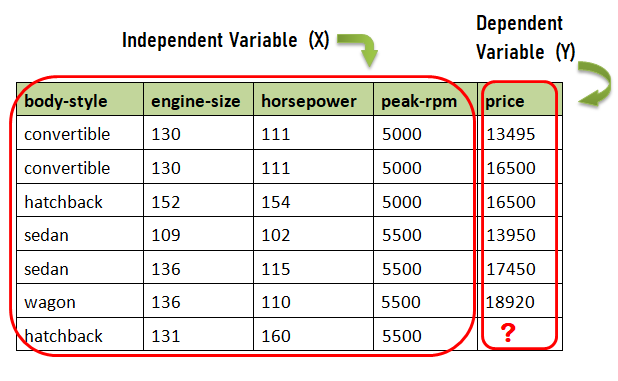 Independent Variable (X)
Dependent
Variable (Y)
body-style engine-size horsepower peak-rpm price
convertible 130 111 5000 13495
convertible 130 111 5000 16500
hatchback 152 154 5000 16500
sedan 109 102 5500 13950
sedan 136 115 5500 17450
wagon 136 110 5500 18920
hatchback 131 160 5500 ?